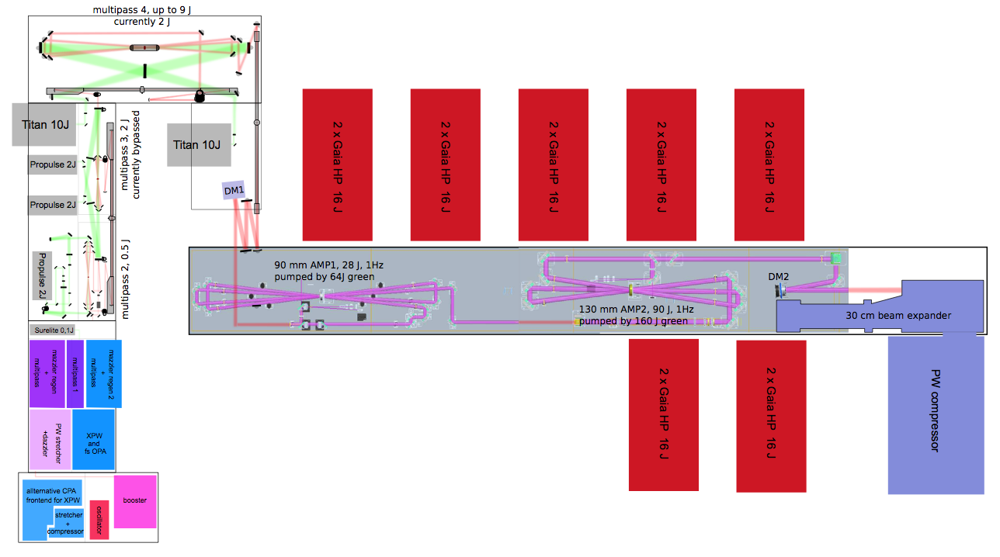 multipass 4, up to 9 J
currently 2 J
Titan 10J
Propulse 2J
Propulse 2J
multipass 3, 2 J
currently bypassed
Titan 10J
DM1
2 x Gaia HP 16 J
2 x Gaia HP 16 J
2 x Gaia HP 16 J
2 x Gaia HP 16 J
2 x Gaia HP 16 J
Propulse 2J
multipass 2, 0.5 J
90 mm AMP1, 28 J, 1Hz
pumped by 64J green
130 mm AMP2, 90 J, 1Hz
pumped by 160 J green
DM2
30 cm beam expander
Surelite 0,1J
mazzler regen
+
multipass
multipass 1
mazzler regen 2
+
multipass
PW stretcher
+dazzler
XPW
and
fs OPA
2 x Gaia HP 16 J
2 x Gaia HP 16 J
PW compressor
allternative CPA
frontend for XPW
stretcher
+
compressor
oscillator
booster